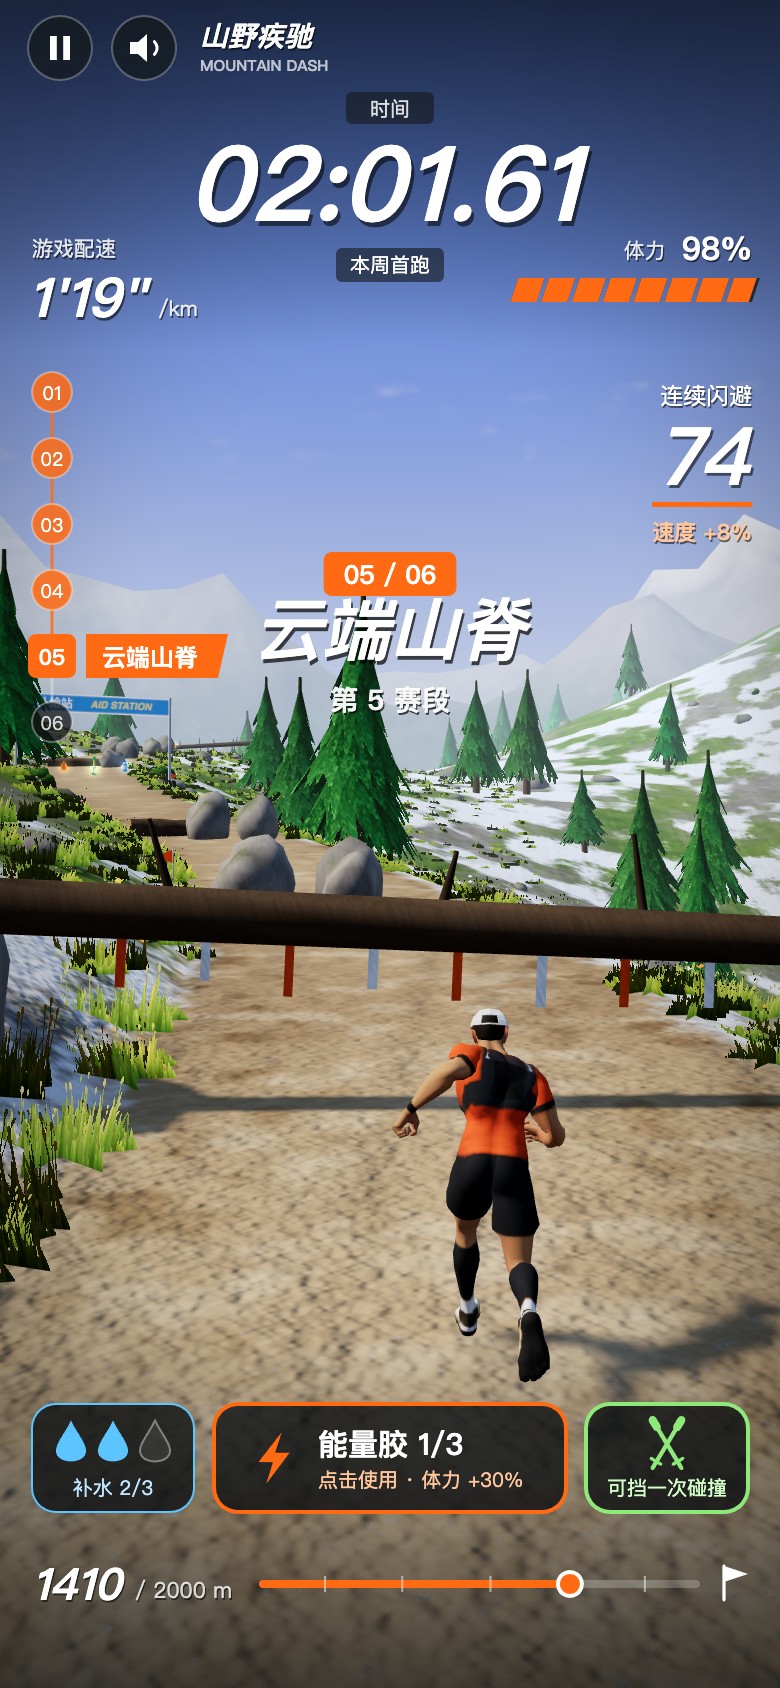 山野疾驰
MOUNTAIN DASH
时间
02:01.61
游戏配速
1'19" /km
本周首跑
体力 98%
连续闪避
74
速度 +8%
01
02
03
04
05 云端山脊
06
05 / 06
云端山脊
第 5 赛段
AID STATION
补水 2/3
能量胶 1/3
点击使用 · 体力 +30%
可挡一次碰撞
1410 / 2000 m